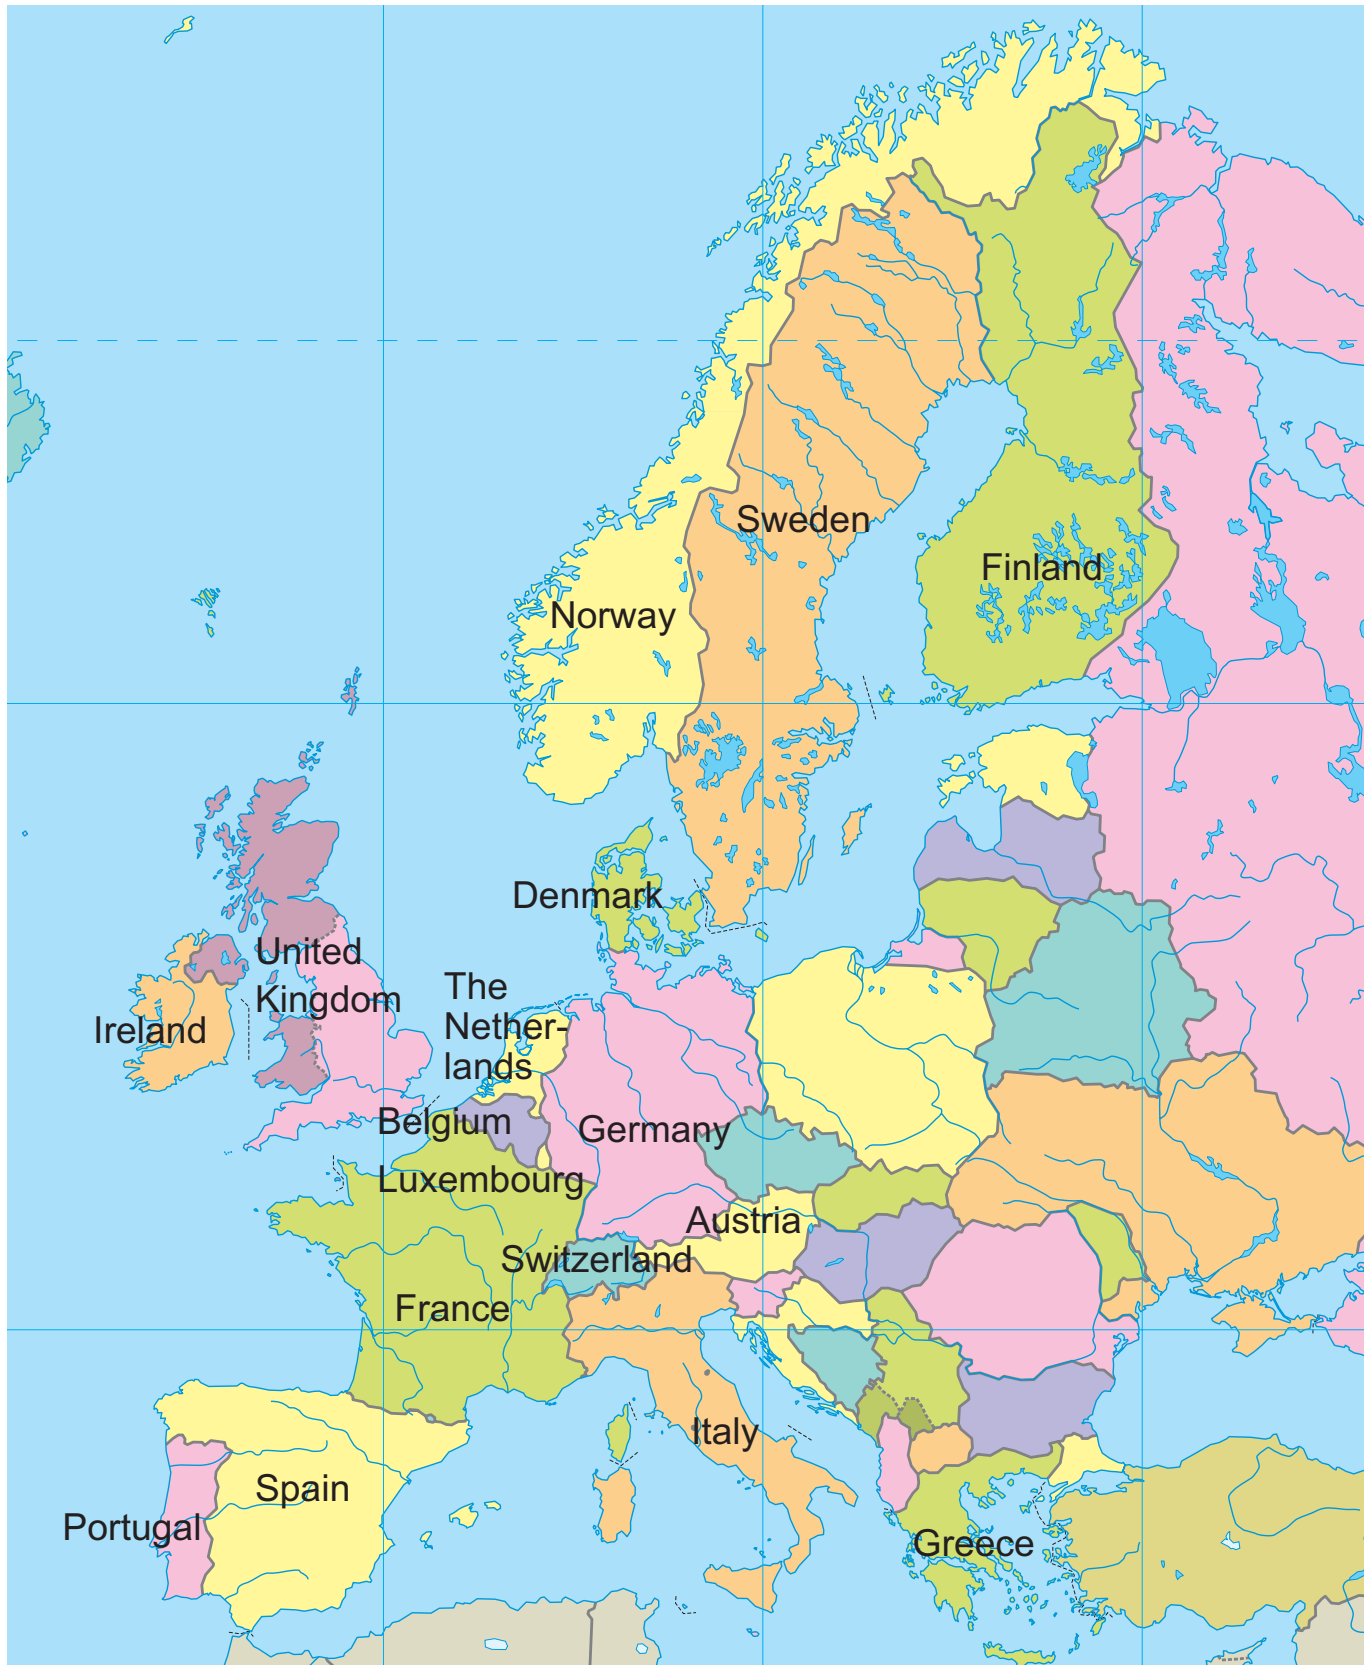 Sweden
Finland
Norway
Denmark
United
Kingdom
The
Nether-
lands
Ireland
Belgium
Germany
Luxembourg
Austria
Switzerland
France
Italy
Spain
Portugal
Greece